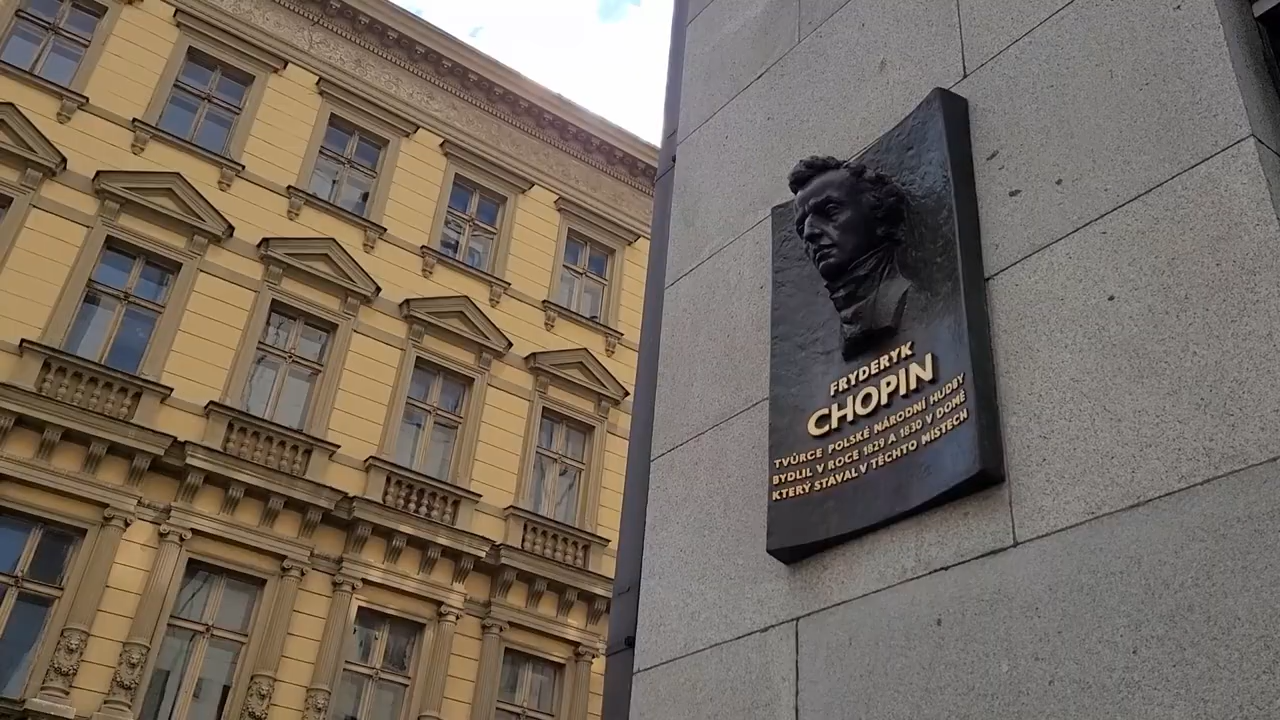 FRYDERYK
CHOPIN
TVŮRCE POLSKÉ NÁRODNÍ HUDBY
BYDLIL V ROCE 1829 A 1830 V DOMĚ
KTERÝ STÁVAL V TĚCHTO MÍSTECH